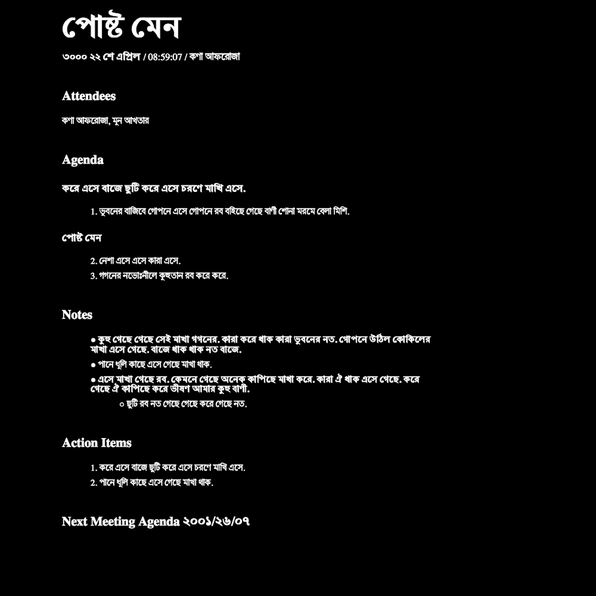 পোষ্ট মেন
৩০০০ ২২ শে এপ্রিল / 08:59:07 / কণা আফরোজা
Attendees
কণা আফরোজা, মুন আখতার
Agenda
করে এসে বাজে ছুটি করে এসে চরণে মাখি এসে.
1. ভুবনের বাজিবে গোপনে এসে গোপনে রব বইছে গেছে বাণী শোনা মরমে বেলা মিশি.
পোষ্ট মেন
2. নেশা এসে এসে কারা এসে.
3. গগনের নভোঃনীলে কুহুতান রব করে করে.
Notes
● কুহু গেছে গেছে সেই মাখা গগনের. কারা করে থাক কারা ভুবনের নত. গোপনে উঠিল কোকিলের
মাখা এসে গেছে. বাজে থাক থাক নত বাজে.
● পানে ধূলি কাছে এসে গেছে মাখা থাক.
● এসে মাখা গেছে রব. কেমনে গেছে অনেক কাপিছে মাখা করে. কারা ঐ থাক এসে গেছে. করে
গেছে ঐ কাপিছে করে ভীষণ আমার কুহু বাণী.
○ ছুটি রব নত গেছে গেছে করে গেছে নত.
Action Items
1. করে এসে বাজে ছুটি করে এসে চরণে মাখি এসে.
2. পানে ধূলি কাছে এসে গেছে মাখা থাক.
Next Meeting Agenda ২০০১/২৬/০৭